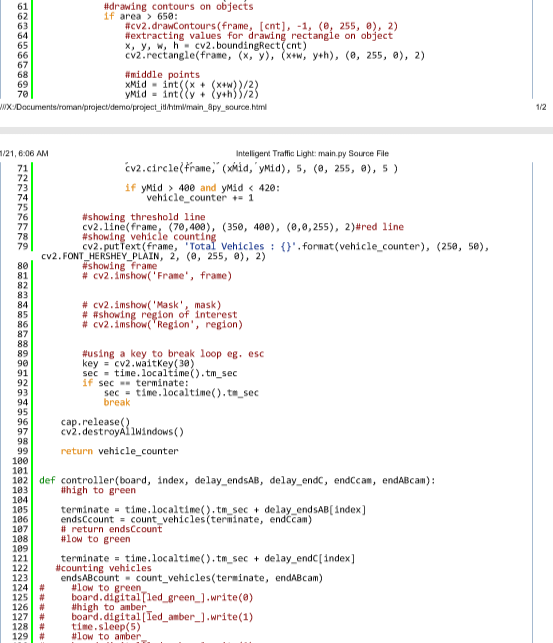 61 #drawing contours on objects
62 if area > 650:
63 #cv2.drawContours(frame, [cnt], -1, (0, 255, 0), 2)
64 #extracting values for drawing rectangle on object
65 x, y, w, h = cv2.boundingRect(cnt)
66 cv2.rectangle(frame, (x, y), (x+w, y+h), (0, 255, 0), 2)
67
68 #middle points
69 xMid = int((x + (x+w))/2)
70 yMid = int((y + (y+h))/2)
///X:/Documents/roman/project/demo/project_itl/html/main_8py_source.html 1/2
1/21, 6:06 AM Intelligent Traffic Light: main.py Source File
71 cv2.circle(frame, (xMid, yMid), 5, (0, 255, 0), 5 )
72
73 if yMid > 400 and yMid < 420:
74 vehicle_counter += 1
75
76 #showing threshold line
77 cv2.line(frame, (70,400), (350, 400), (0,0,255), 2)#red line
78 #showing vehicle counting
79 cv2.putText(frame, 'Total Vehicles : {}'.format(vehicle_counter), (250, 50),
cv2.FONT_HERSHEY_PLAIN, 2, (0, 255, 0), 2)
80 #showing frame
81 # cv2.imshow('Frame', frame)
82
83
84 # cv2.imshow('Mask', mask)
85 # #showing region of interest
86 # cv2.imshow('Region', region)
87
88
89 #using a key to break loop eg. esc
90 key = cv2.waitKey(30)
91 sec = time.localtime().tm_sec
92 if sec == terminate:
93 sec = time.localtime().tm_sec
94 break
95
96 cap.release()
97 cv2.destroyAllWindows()
98
99 return vehicle_counter
100
101
102 def controller(board, index, delay_endsAB, delay_endC, endCcam, endABcam):
103 #high to green
104
105 terminate = time.localtime().tm_sec + delay_endsAB[index]
106 endsCcount = count_vehicles(terminate, endCcam)
107 # return endsCcount
108 #low to green
109
121 terminate = time.localtime().tm_sec + delay_endC[index]
122 #counting vehicles
123 endsABcount = count_vehicles(terminate, endABcam)
124 # #low to green
125 # board.digital[led_green_].write(0)
126 # #high to amber
127 # board.digital[led_amber_].write(1)
128 # time.sleep(5)
129 # #low to amber